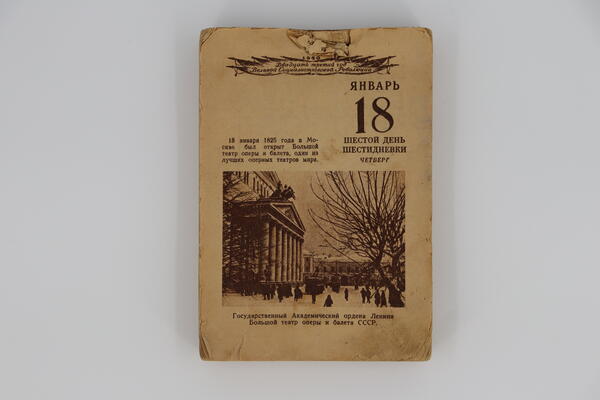 1940
Двадцать третий год
Великой Социалистической Революции
ЯНВАРЬ
18
ШЕСТОЙ ДЕНЬ
ШЕСТИДНЕВКИ
ЧЕТВЕРГ
18 января 1825 года в Мо-
скве был открыт Большой
театр оперы и балета, один из
лучших оперных театров мира.
Государственный Академический ордена Ленина
Большой театр оперы и балета СССР.